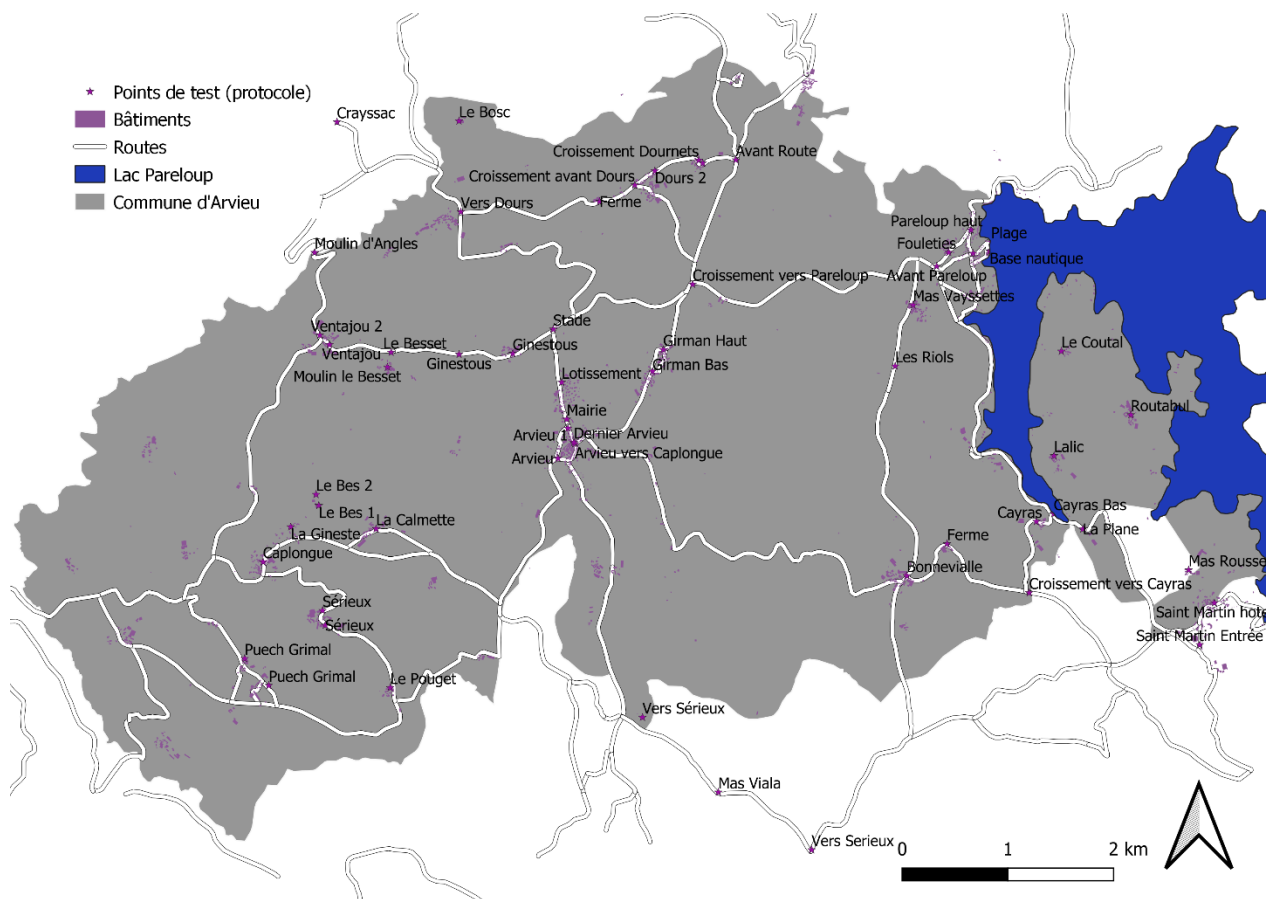 Points de test (protocole)
Bâtiments
Routes
Lac Pareloup
Commune d'Arvieu
Crayssac
Le Bosc
Croissement Dournets
Avant Route
Croissement avant Dours
Dours 2
Vers Dours
Ferme
Pareloup haut
Plage
Moulin d'Angles
Fouleties
Base nautique
Croissement vers Pareloup
Avant Pareloup
Mas Vayssettes
Ventajou 2
Stade
Ventajou
Le Besset
Ginestous
Ginestous
Girman Haut
Le Coutal
Moulin le Besset
Girman Bas
Les Riols
Lotissement
Routabul
Mairie
Arvieu 1
Dernier Arvieu
Arvieu
Arvieu vers Caplongue
Lalic
Le Bes 2
Le Bes 1
La Calmette
La Gineste
Cayras
Cayras Bas
La Plane
Caplongue
Ferme
Bonnevialle
Mas Rousse
Croissement vers Cayras
Sérieux
Sérieux
Saint Martin hote
Saint Martin Entrée
Puech Grimal
Puech Grimal
Le Pouget
Vers Sérieux
Mas Viala
Vers Serieux
0 1 2 km